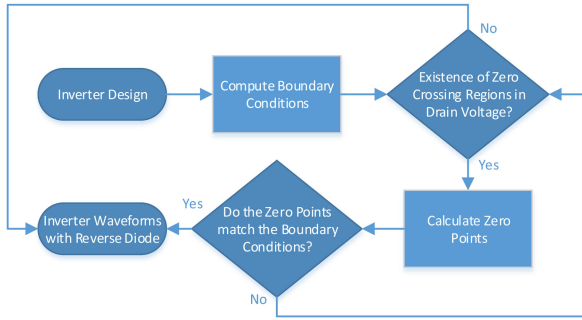 No
Inverter Design
Compute Boundary
Conditions
Existence of Zero
Crossing Regions in
Drain Voltage?
Yes
Calculate Zero
Points
Do the Zero Points
match the Boundary
Conditions?
Yes
Inverter Waveforms
with Reverse Diode
No